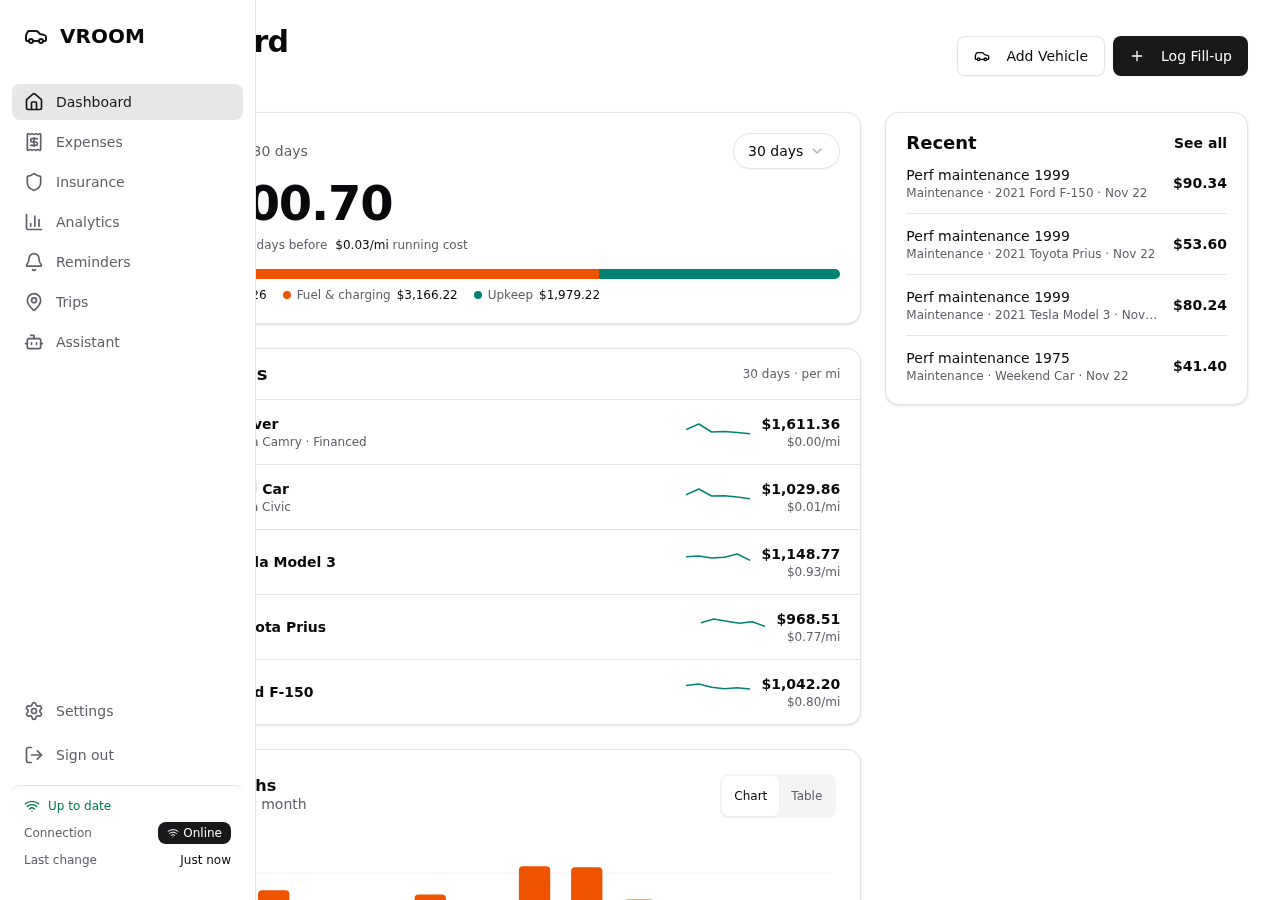 VROOM
Dashboard
Expenses
Insurance
Analytics
Reminders
Trips
Assistant
Settings
Sign out
Up to date
Connection Online
Last change Just now
rd
Add Vehicle
Log Fill-up
30 days
30 days
00.70
days before $0.03/mi running cost
26 Fuel & charging $3,166.22 Upkeep $1,979.22
s
30 days · per mi
ver
Camry · Financed
$1,611.36
$0.00/mi
Car
Civic
$1,029.86
$0.01/mi
la Model 3
$1,148.77
$0.93/mi
ota Prius
$968.51
$0.77/mi
d F-150
$1,042.20
$0.80/mi
hs
month
Chart Table
Recent See all
Perf maintenance 1999
Maintenance · 2021 Ford F-150 · Nov 22
$90.34
Perf maintenance 1999
Maintenance · 2021 Toyota Prius · Nov 22
$53.60
Perf maintenance 1999
Maintenance · 2021 Tesla Model 3 · Nov…
$80.24
Perf maintenance 1975
Maintenance · Weekend Car · Nov 22
$41.40